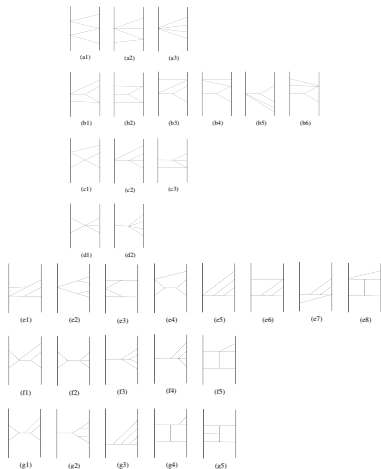 (a1) (a2) (a3)
(b1) (b2) (b3) (b4) (b5) (b6)
(c1) (c2) (c3)
(d1) (d2)
(e1) (e2) (e3) (e4) (e5) (e6) (e7) (e8)
(f1) (f2) (f3) (f4) (f5)
(g1) (g2) (g3) (g4) (g5)